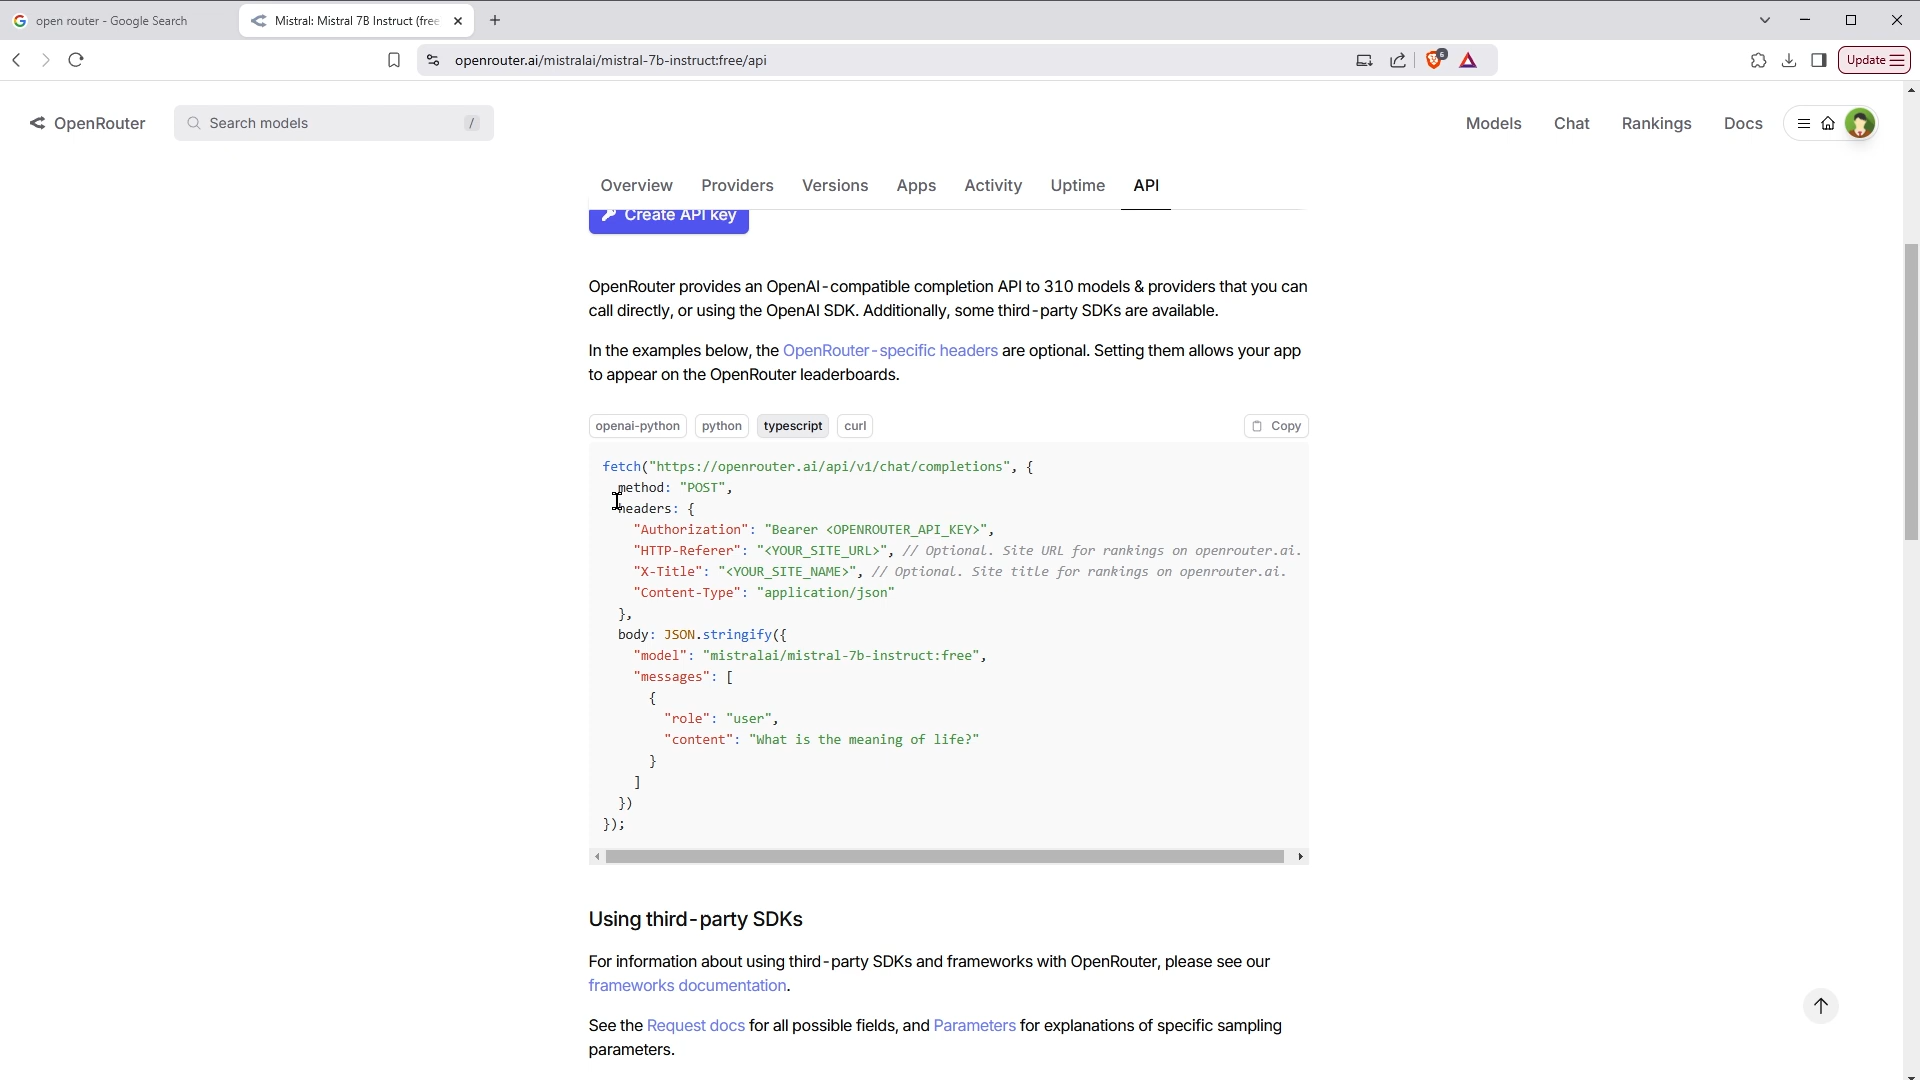 open router - Google Search
Mistral: Mistral 7B Instruct (free
openrouter.ai/mistralai/mistral-7b-instruct:free/api
6
Update
OpenRouter
Search models
/
Models
Chat
Rankings
Docs
Overview
Providers
Versions
Apps
Activity
Uptime
API
Create API key
OpenRouter provides an OpenAI-compatible completion API to 310 models & providers that you can
call directly, or using the OpenAI SDK. Additionally, some third-party SDKs are available.
In the examples below, the OpenRouter-specific headers are optional. Setting them allows your app
to appear on the OpenRouter leaderboards.
openai-python
python
typescript
curl
Copy
fetch("https://openrouter.ai/api/v1/chat/completions", {
method: "POST",
headers: {
"Authorization": "Bearer <OPENROUTER_API_KEY>",
"HTTP-Referer": "<YOUR_SITE_URL>", // Optional. Site URL for rankings on openrouter.ai.
"X-Title": "<YOUR_SITE_NAME>", // Optional. Site title for rankings on openrouter.ai.
"Content-Type": "application/json"
},
body: JSON.stringify({
"model": "mistralai/mistral-7b-instruct:free",
"messages": [
{
"role": "user",
"content": "What is the meaning of life?"
}
]
})
});
Using third-party SDKs
For information about using third-party SDKs and frameworks with OpenRouter, please see our
frameworks documentation.
See the Request docs for all possible fields, and Parameters for explanations of specific sampling
parameters.